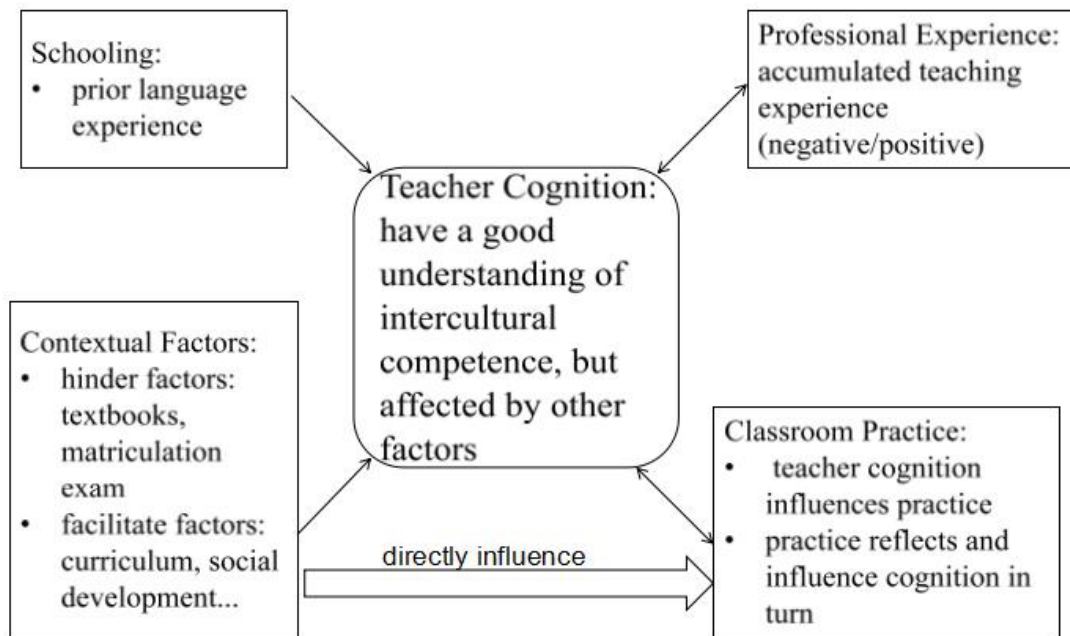 Schooling:
• prior language
experience
Professional Experience:
accumulated teaching
experience
(negative/positive)
Teacher Cognition:
have a good
understanding of
intercultural
competence, but
affected by other
factors
Contextual Factors:
• hinder factors:
textbooks,
matriculation
exam
• facilitate factors:
curriculum, social
development...
directly influence
Classroom Practice:
• teacher cognition
influences practice
• practice reflects and
influence cognition in
turn